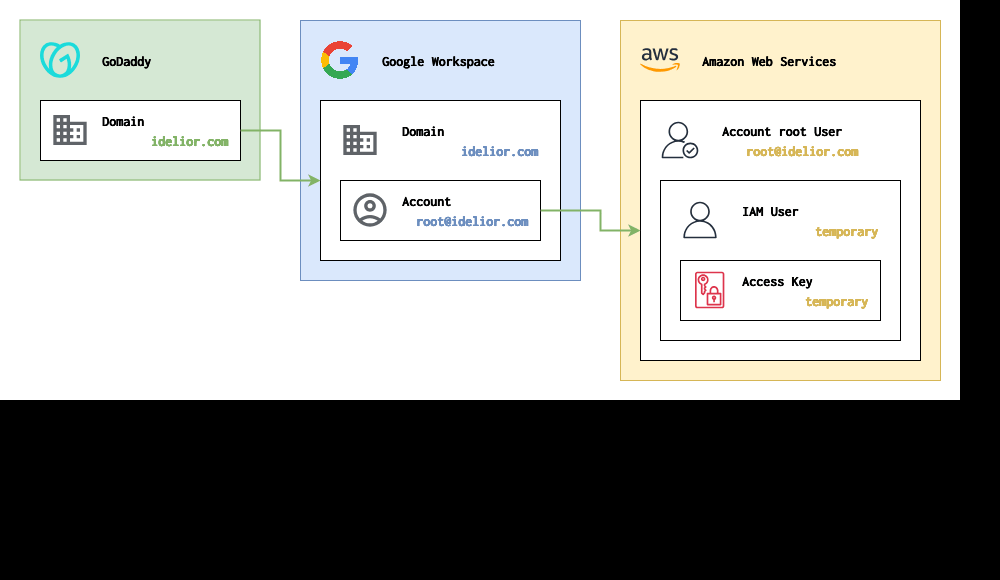 GoDaddy
Domain
idelior.com
Google Workspace
Domain
idelior.com
Account
root@idelior.com
aws
Amazon Web Services
Account root User
root@idelior.com
IAM User
temporary
Access Key
temporary